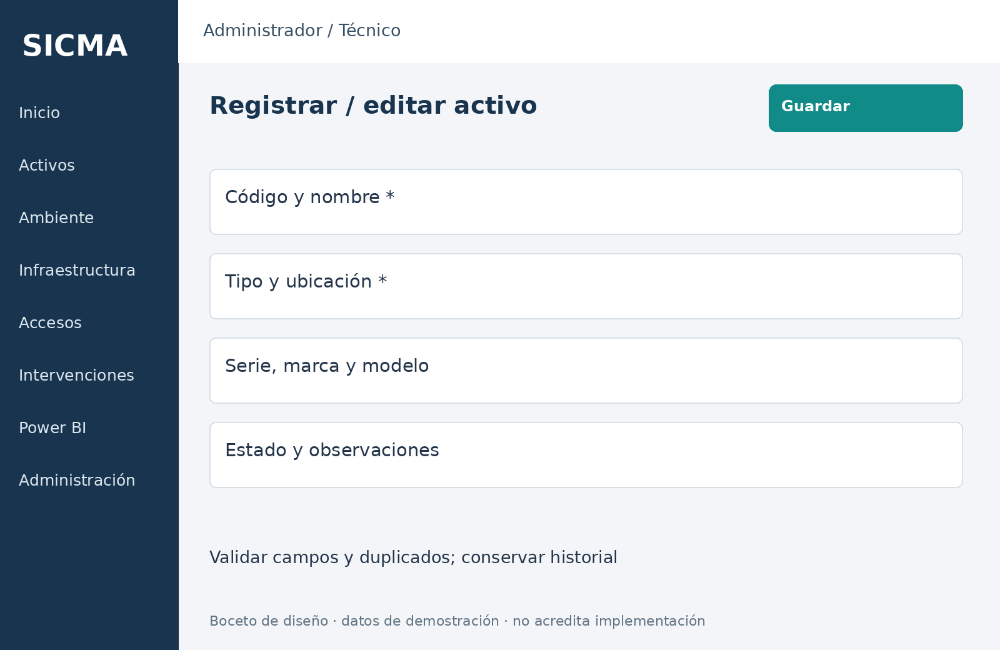 SICMA
Inicio
Activos
Ambiente
Infraestructura
Accesos
Intervenciones
Power BI
Administración
Administrador / Técnico
Registrar / editar activo
Guardar
Código y nombre *
Tipo y ubicación *
Serie, marca y modelo
Estado y observaciones
Validar campos y duplicados; conservar historial
Boceto de diseño · datos de demostración · no acredita implementación